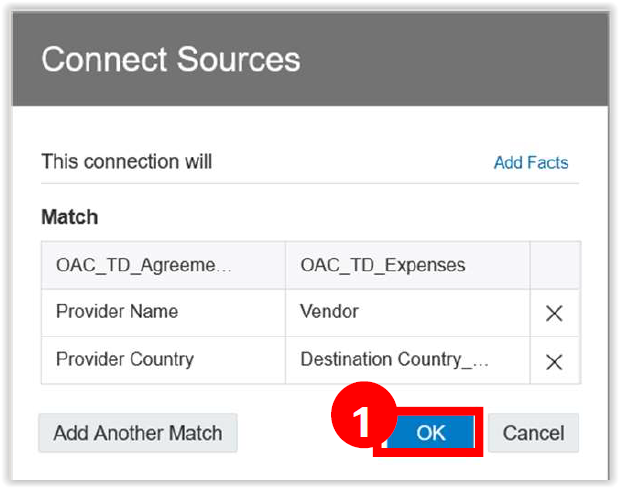 Connect Sources
This connection will Add Facts
Match
OAC_TD_Agreeme... OAC_TD_Expenses
Provider Name Vendor
Provider Country Destination Country_...
1
Add Another Match OK Cancel